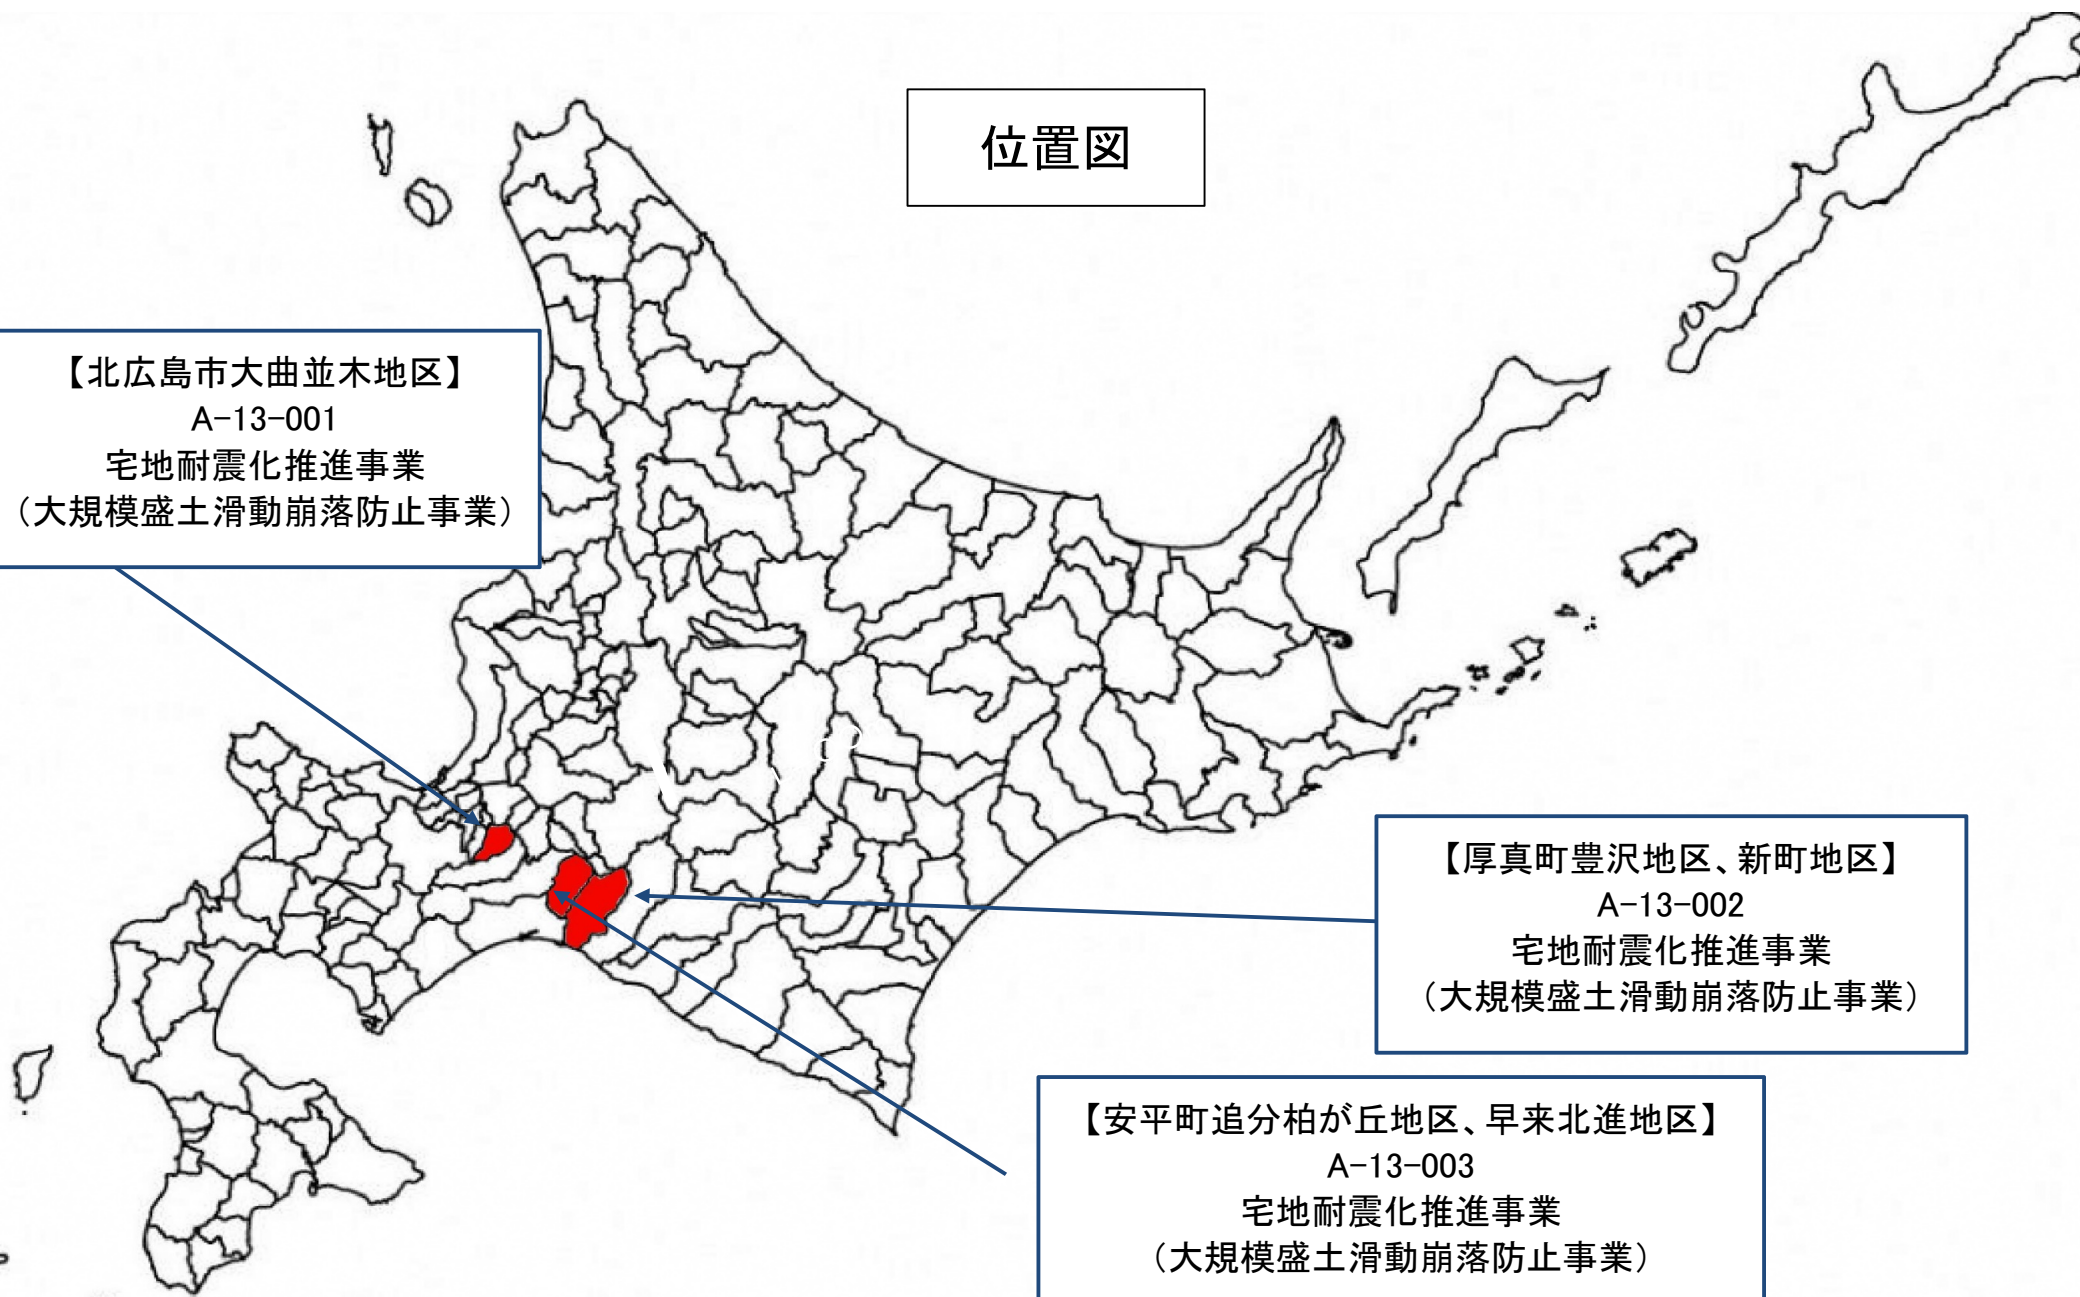 位置図
【北広島市大曲並木地区】
A-13-001
宅地耐震化推進事業
（大規模盛土滑動崩落防止事業）
【厚真町豊沢地区、新町地区】
A-13-002
宅地耐震化推進事業
（大規模盛土滑動崩落防止事業）
【安平町追分柏が丘地区、早来北進地区】
A-13-003
宅地耐震化推進事業
（大規模盛土滑動崩落防止事業）